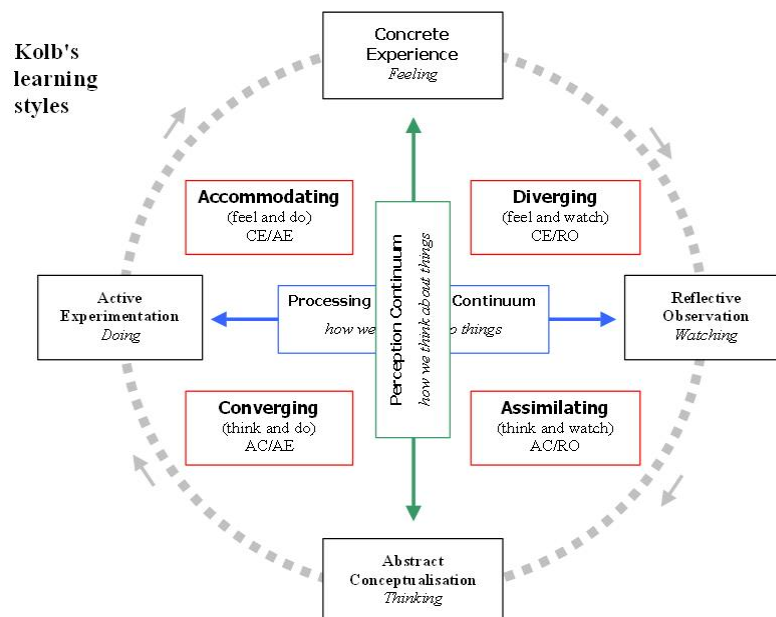 Kolb's
learning
styles
Concrete
Experience
Feeling
Accommodating
(feel and do)
CE/AE
Diverging
(feel and watch)
CE/RO
Active
Experimentation
Doing
Processing Continuum
how we o things
Perception Continuum
how we think about things
Reflective
Observation
Watching
Converging
(think and do)
AC/AE
Assimilating
(think and watch)
AC/RO
Abstract
Conceptualisation
Thinking